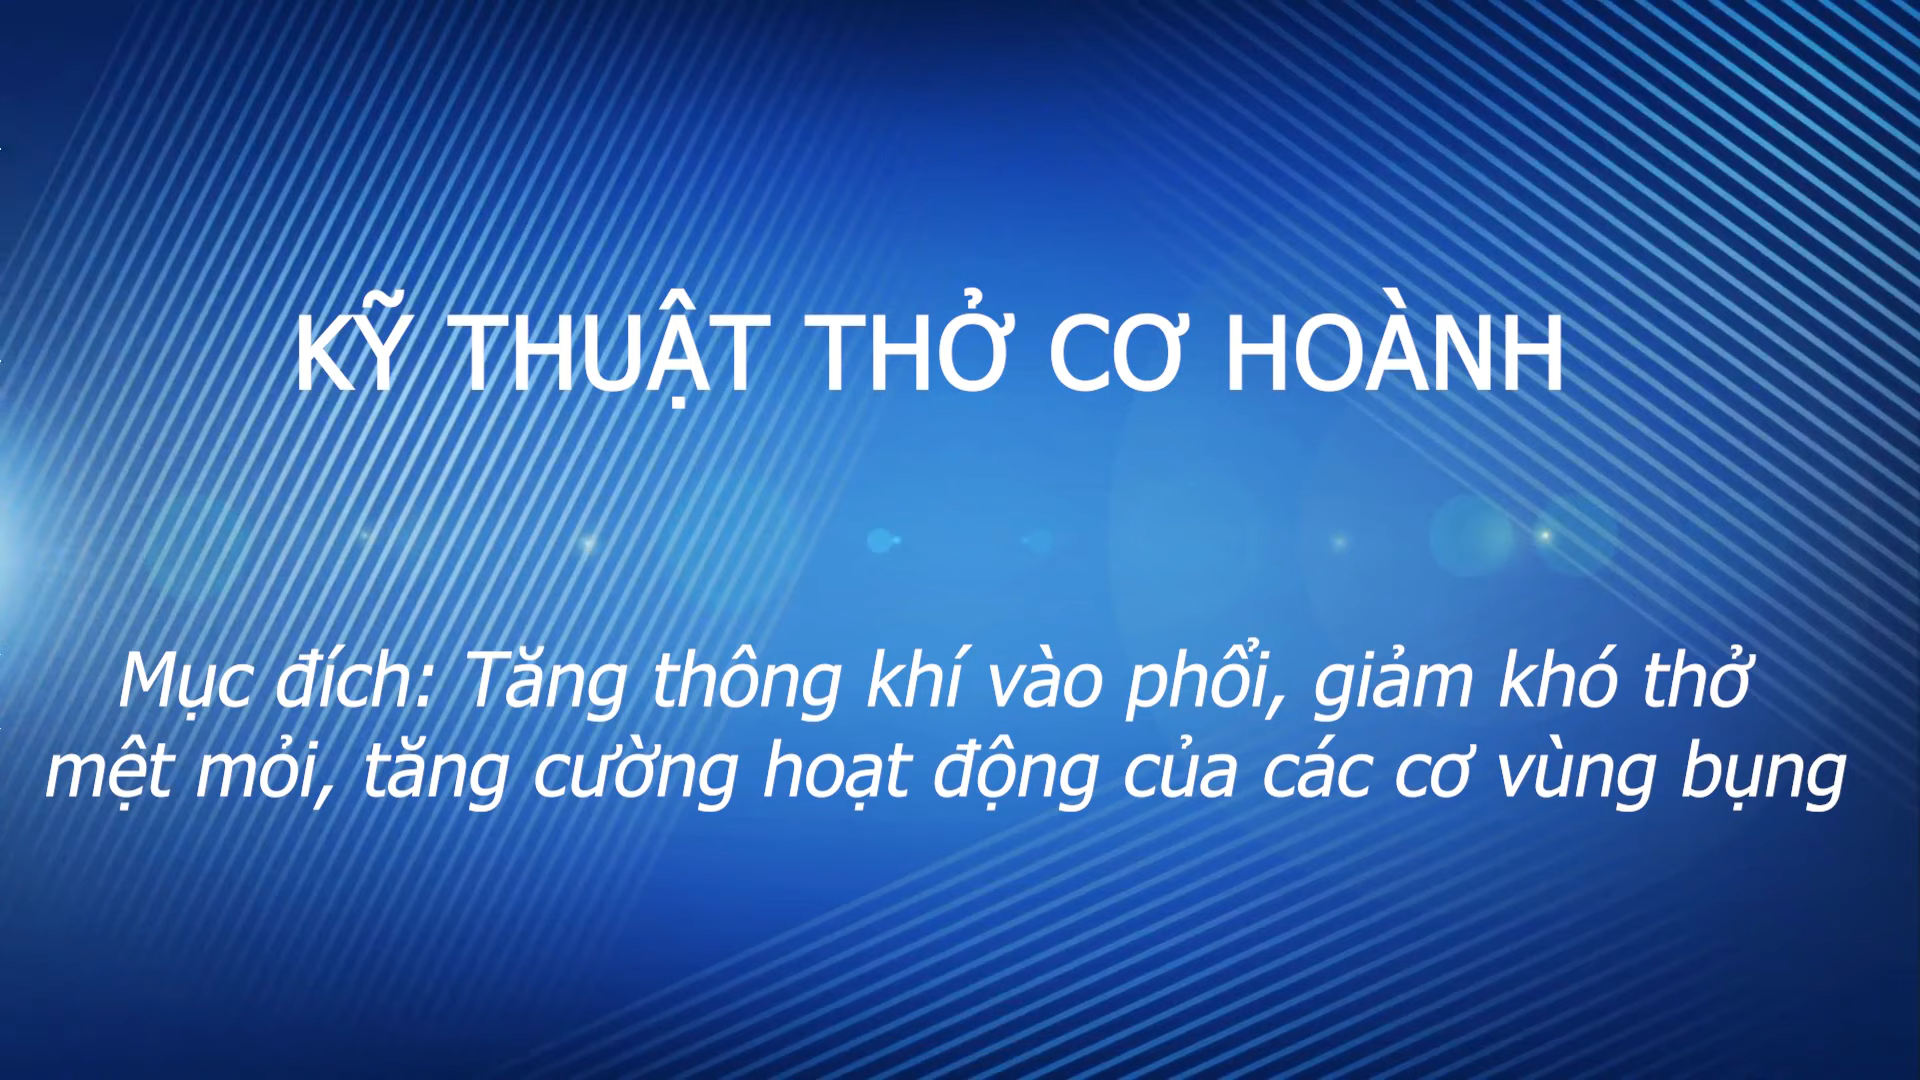 KỸ THUẬT THỞ CƠ HOÀNH
Mục đích: Tăng thông khí vào phổi, giảm khó thở
mệt mỏi, tăng cường hoạt động của các cơ vùng bụng